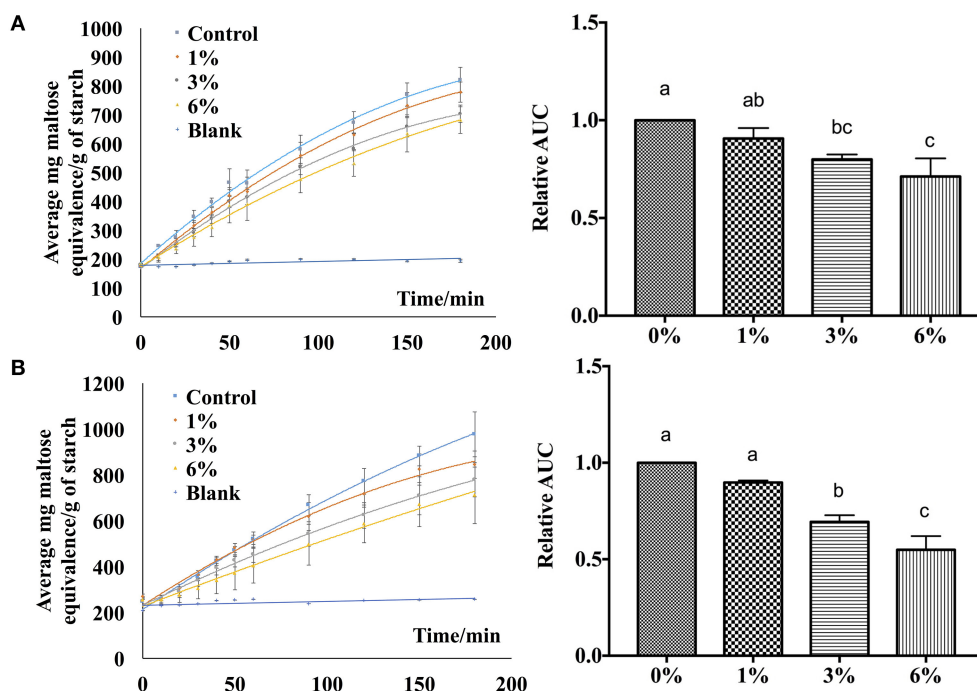 A
Average mg maltose
equivalence/g of starch
1000
900
800
700
600
500
400
300
200
100
0
Control
1%
3%
6%
Blank
Time/min
0
50
100
150
200
Relative AUC
1.5
1.0
0.5
0.0
a
ab
bc
c
0%
1%
3%
6%
B
Average mg maltose
equivalence/g of starch
1200
1000
800
600
400
200
0
Control
1%
3%
6%
Blank
Time/min
0
50
100
150
200
Relative AUC
1.5
1.0
0.5
0.0
a
a
b
c
0%
1%
3%
6%